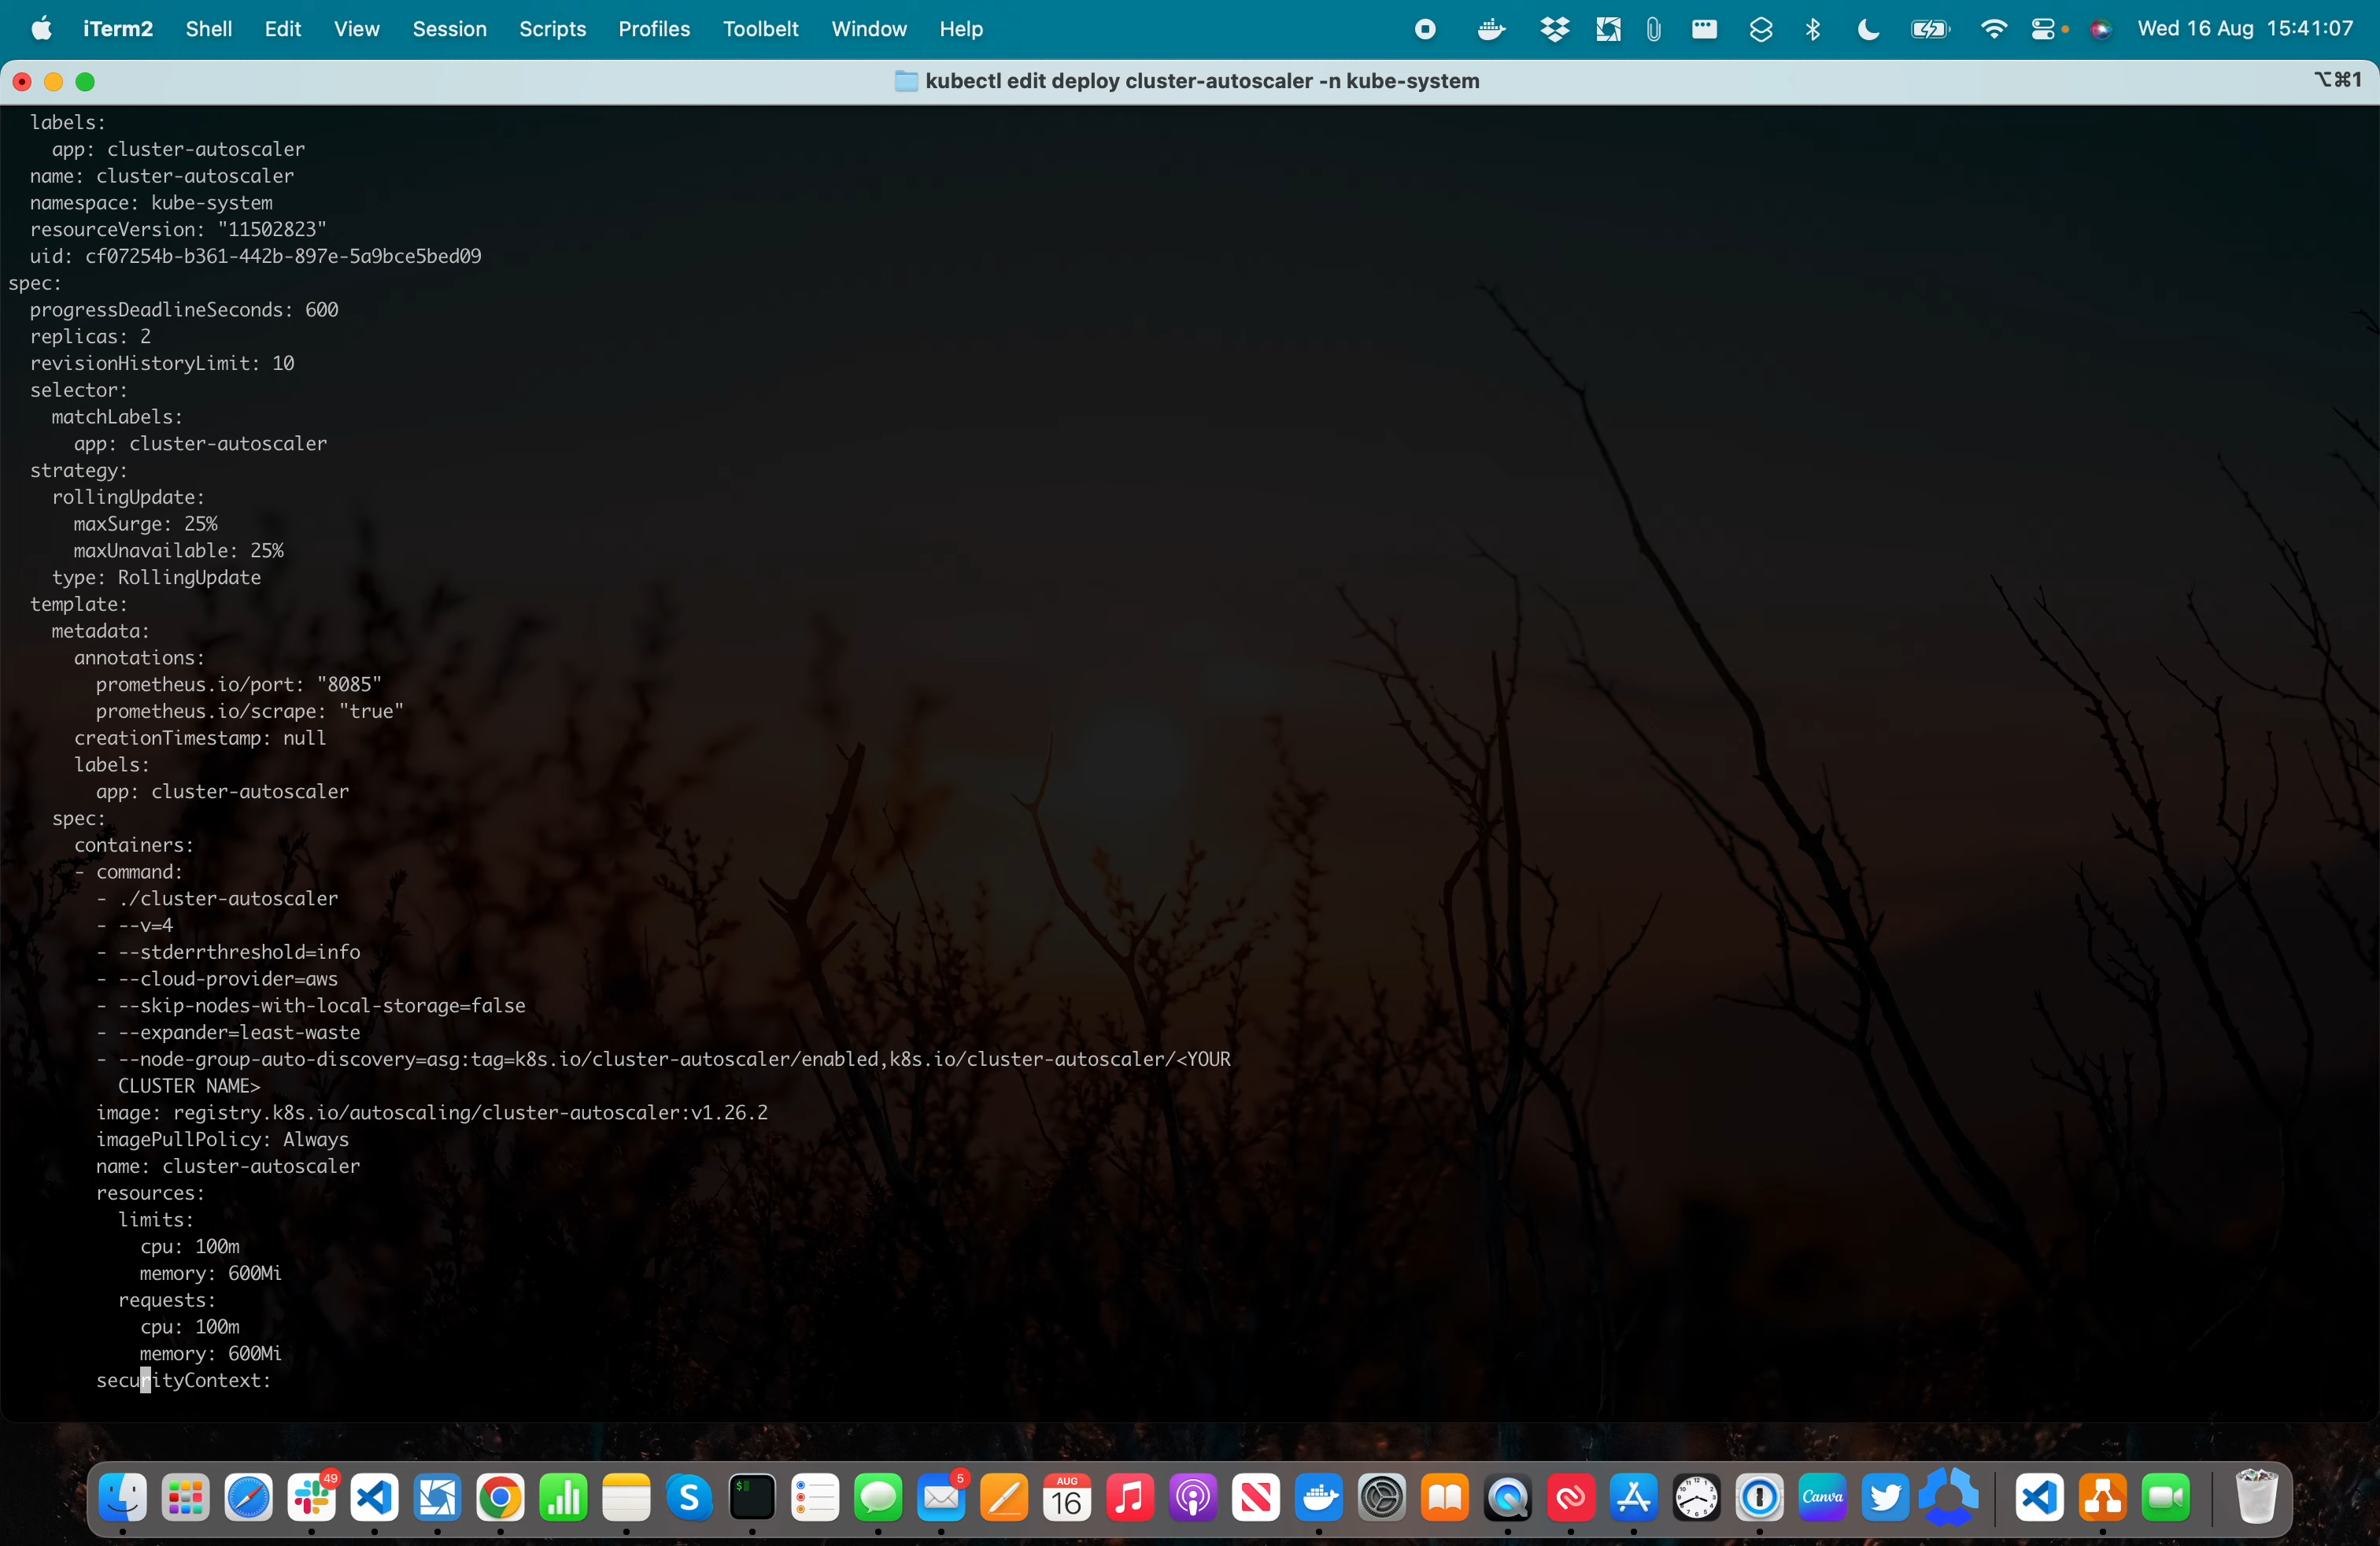 iTerm2 Shell Edit View Session Scripts Profiles Toolbelt Window Help Wed 16 Aug 15:41:07
kubectl edit deploy cluster-autoscaler -n kube-system ⌥⌘1
labels:
app: cluster-autoscaler
name: cluster-autoscaler
namespace: kube-system
resourceVersion: "11502823"
uid: cf07254b-b361-442b-897e-5a9bce5bed09
spec:
progressDeadlineSeconds: 600
replicas: 2
revisionHistoryLimit: 10
selector:
matchLabels:
app: cluster-autoscaler
strategy:
rollingUpdate:
maxSurge: 25%
maxUnavailable: 25%
type: RollingUpdate
template:
metadata:
annotations:
prometheus.io/port: "8085"
prometheus.io/scrape: "true"
creationTimestamp: null
labels:
app: cluster-autoscaler
spec:
containers:
- command:
- ./cluster-autoscaler
- --v=4
- --stderrthreshold=info
- --cloud-provider=aws
- --skip-nodes-with-local-storage=false
- --expander=least-waste
- --node-group-auto-discovery=asg:tag=k8s.io/cluster-autoscaler/enabled,k8s.io/cluster-autoscaler/<YOUR
CLUSTER NAME>
image: registry.k8s.io/autoscaling/cluster-autoscaler:v1.26.2
imagePullPolicy: Always
name: cluster-autoscaler
resources:
limits:
cpu: 100m
memory: 600Mi
requests:
cpu: 100m
memory: 600Mi
securityContext:
49
S
$
5
AUG
16
Canva